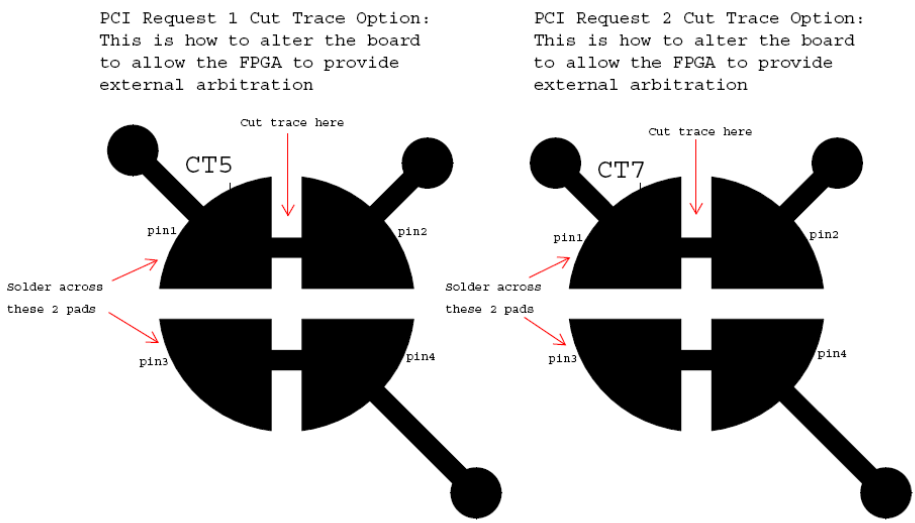 PCI Request 1 Cut Trace Option:
This is how to alter the board
to allow the FPGA to provide
external arbitration
Cut trace here
CT5
pin1
pin2
Solder across
these 2 pads
pin3
pin4
PCI Request 2 Cut Trace Option:
This is how to alter the board
to allow the FPGA to provide
external arbitration
Cut trace here
CT7
pin1
pin2
Solder across
these 2 pads
pin3
pin4